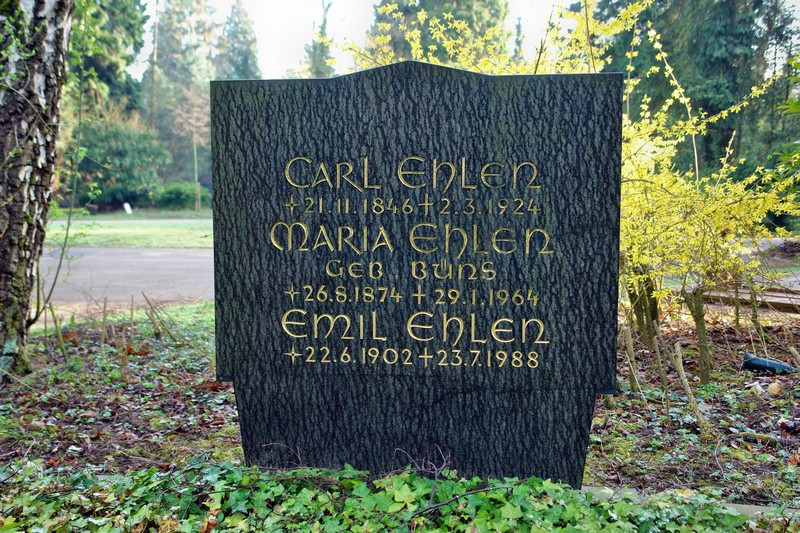 Carl Ehlen
✢21.11.1846✝2.3.1924
Maria Ehlen
geb. Büns
✢26.8.1874✝29.1.1964
Emil Ehlen
✢22.6.1902✝23.7.1988